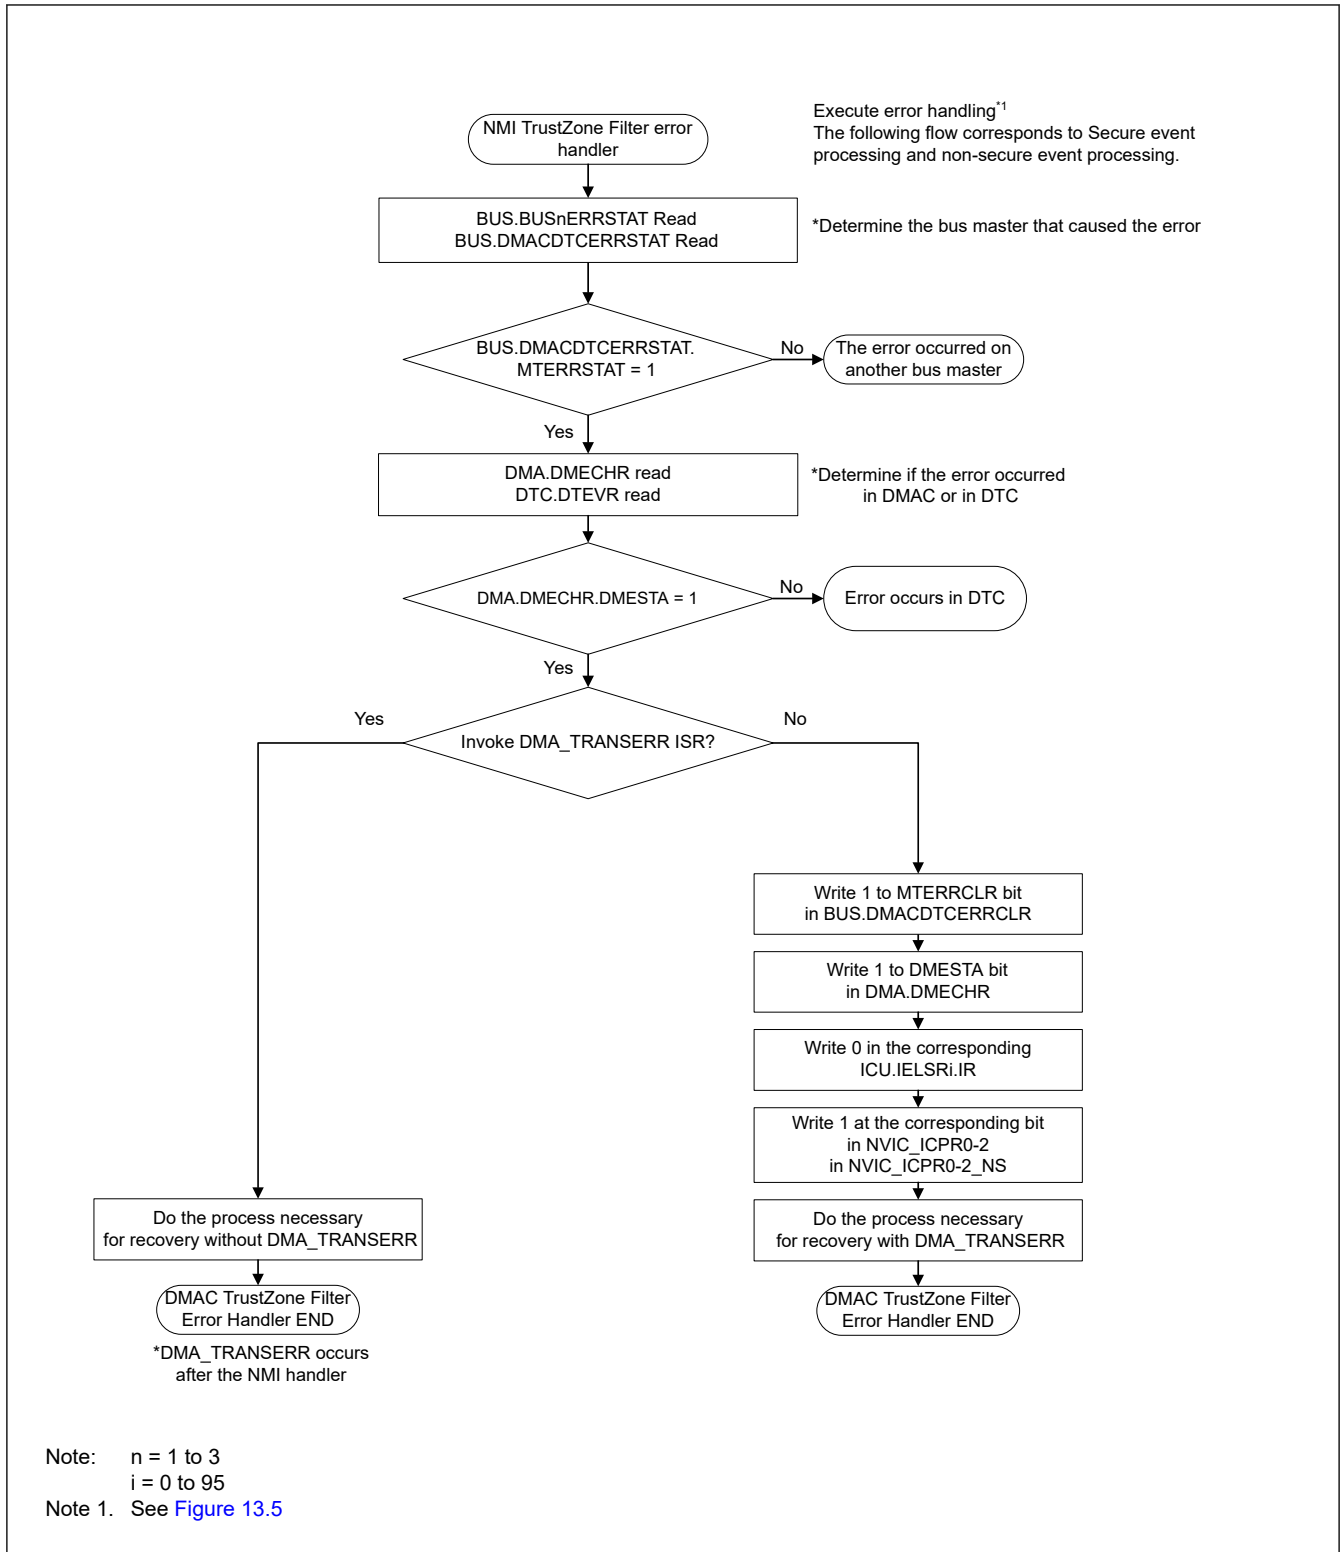 Execute error handling*1
The following flow corresponds to Secure event
processing and non-secure event processing.
NMI TrustZone Filter error
handler
BUS.BUSnERRSTAT Read
BUS.DMACDTCERRSTAT Read
*Determine the bus master that caused the error
BUS.DMACDTCERRSTAT.
MTERRSTAT = 1
No
The error occurred on
another bus master
Yes
DMA.DMECHR read
DTC.DTEVR read
*Determine if the error occurred
in DMAC or in DTC
DMA.DMECHR.DMESTA = 1
No
Error occurs in DTC
Yes
Invoke DMA_TRANSERR ISR?
Yes
No
Write 1 to MTERRCLR bit
in BUS.DMACDTCERRCLR
Write 1 to DMESTA bit
in DMA.DMECHR
Write 0 in the corresponding
ICU.IELSRi.IR
Write 1 at the corresponding bit
in NVIC_ICPR0-2
in NVIC_ICPR0-2_NS
Do the process necessary
for recovery without DMA_TRANSERR
Do the process necessary
for recovery with DMA_TRANSERR
DMAC TrustZone Filter
Error Handler END
DMAC TrustZone Filter
Error Handler END
*DMA_TRANSERR occurs
after the NMI handler
Note: n = 1 to 3
i = 0 to 95
Note 1. See Figure 13.5